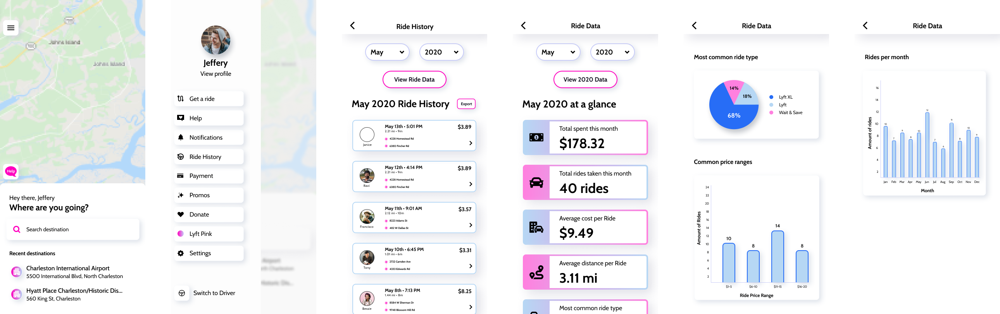 Johns Island
Johns Island
Help
Hey there, Jeffery
Where are you going?
Search destination
Recent destinations
Charleston International Airport
5500 International Blvd, North Charleston
Hyatt Place Charleston/Historic Dis...
560 King St, Charleston
Jeffery
View profile
Get a ride
Help
Notifications
Ride History
Payment
Promos
Donate
Lyft Pink
Settings
Switch to Driver
Johns Island
Airport
North Charleston
Historic Dis...
Ride History
May
2020
View Ride Data
May 2020 Ride History
Export
May 13th • 5:01 PM
$3.89
2.21 mi • 9m
4228 Homestead Rd
6380 Fincher Rd
Janice
May 12th • 4:14 PM
$3.89
2.21 mi • 9m
4228 Homestead Rd
6380 Fincher Rd
Ravi
May 11th • 9:01 AM
$3.57
2.12 mi • 10m
8223 Adams St
482 W Dallas St
Francisco
May 10th • 6:45 PM
$3.31
1.01 mi • 6m
2722 Camden Ave
4333 Edwards Rd
Tony
May 8th • 7:13 PM
$8.25
1.44 mi • 8m
8584 W Sherman Dr
9748 Blossom Hill Rd
Bessie
Ride Data
May
2020
View 2020 Data
May 2020 at a glance
Total spent this month
$178.32
Total rides taken this month
40 rides
Average cost per Ride
$9.49
Average distance per Ride
3.11 mi
Most common ride type
Ride Data
Most common ride type
14%
18%
68%
Lyft XL
Lyft
Wait & Save
Common price ranges
Amount of Rides
24
22
20
18
16
14
12
10
8
6
4
2
10
8
14
8
$1-5
$6-10
$11-15
$16-20
Ride Price Range
Ride Data
Rides per month
Amount of rides
16
14
12
10
8
6
4
2
10
7
9
8
10
12
7
6
11
8
10
9
Jan
Feb
Mar
Apr
May
Jun
Jul
Aug
Sep
Oct
Nov
Dec
Month